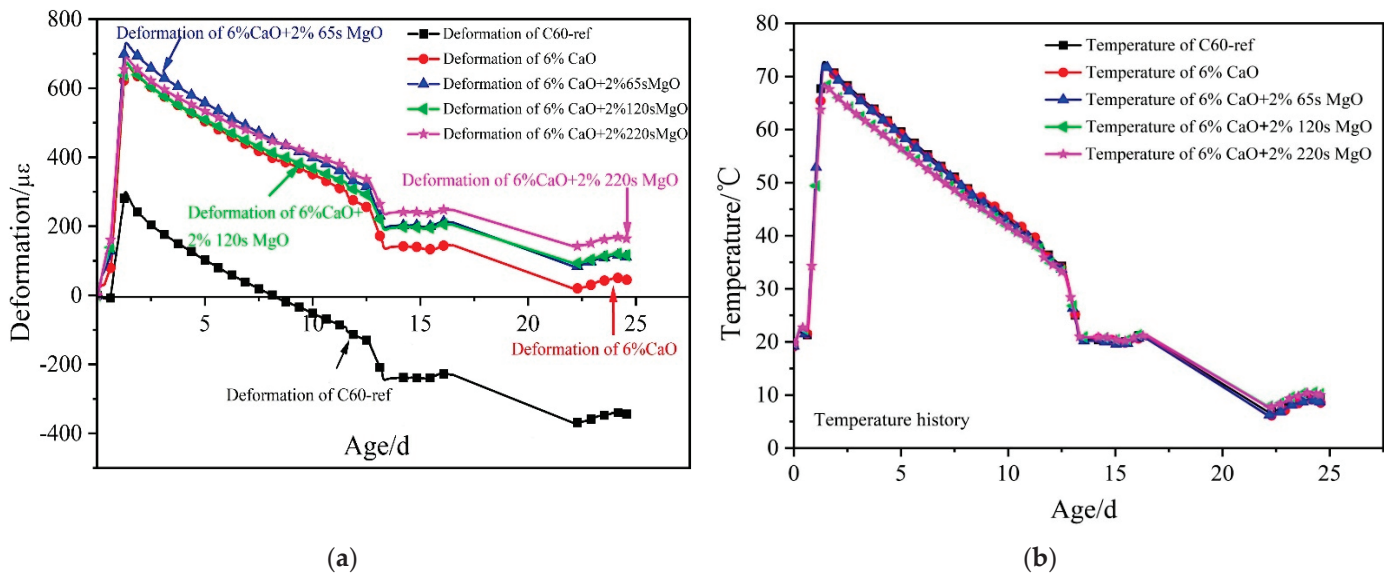 800
600
400
200
0
-200
-400
Deformation/με
5
10
15
20
25
Age/d
Deformation of 6%CaO+2% 65s MgO
Deformation of C60-ref
Deformation of 6% CaO
Deformation of 6% CaO+2%65sMgO
Deformation of 6% CaO+2%120sMgO
Deformation of 6% CaO+2%220sMgO
Deformation of 6%CaO+2% 220s MgO
Deformation of 6%CaO+
2% 120s MgO
Deformation of 6%CaO
Deformation of C60-ref
(a)
80
70
60
50
40
30
20
10
0
Temperature/℃
Temperature of C60-ref
Temperature of 6% CaO
Temperature of 6% CaO+2% 65s MgO
Temperature of 6% CaO+2% 120s MgO
Temperature of 6% CaO+2% 220s MgO
Temperature history
0
5
10
15
20
25
Age/d
(b)